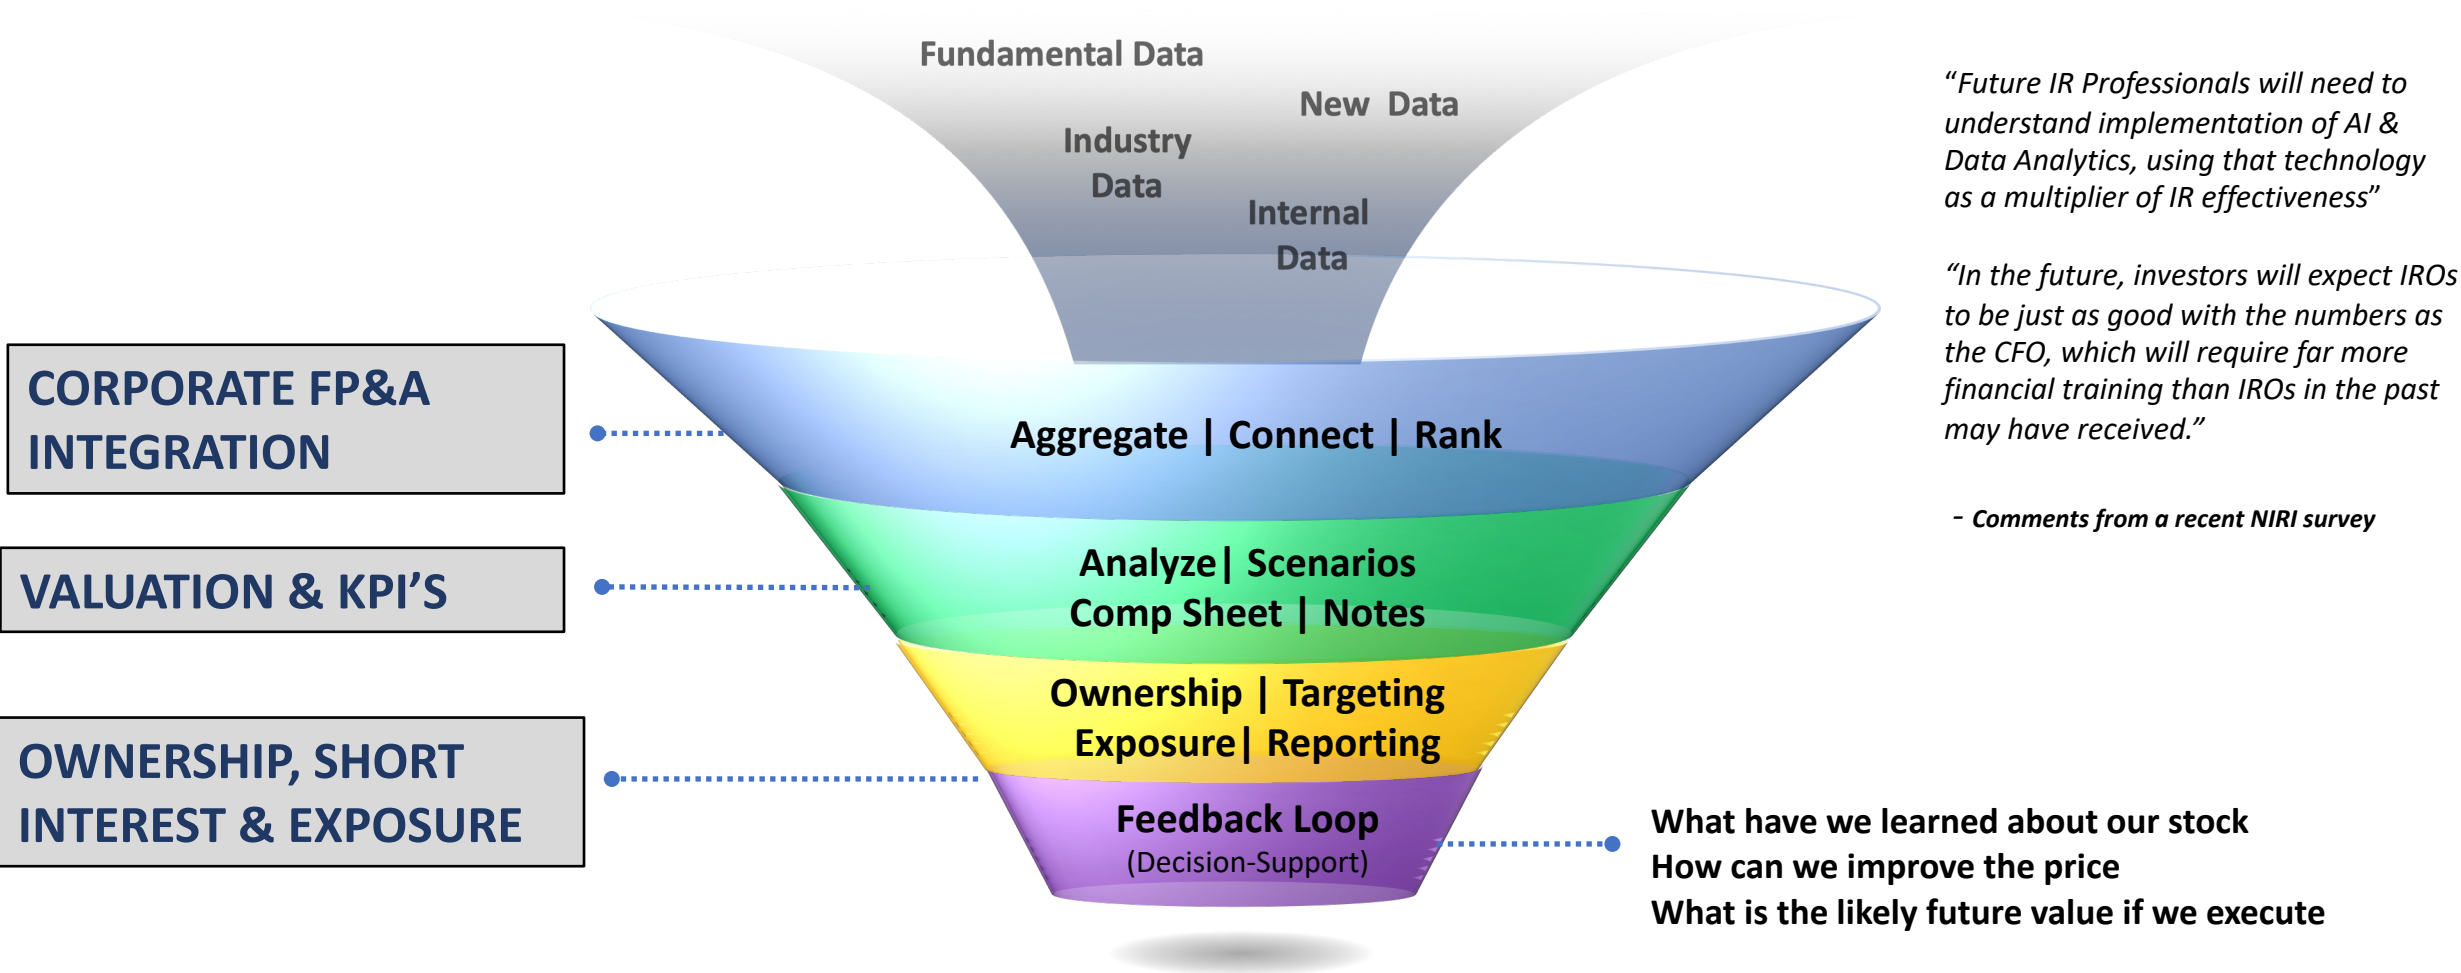 Fundamental Data
New  Data
Industry
Data
Internal
Data
CORPORATE FP&A
INTEGRATION
VALUATION & KPI’S
OWNERSHIP, SHORT
INTEREST & EXPOSURE
Aggregate | Connect | Rank
Analyze| Scenarios
Comp Sheet | Notes
Ownership | Targeting
Exposure| Reporting
Feedback Loop
(Decision-Support)
“Future IR Professionals will need to
understand implementation of AI &
Data Analytics, using that technology
as a multiplier of IR effectiveness”
“In the future, investors will expect IROs
to be just as good with the numbers as
the CFO, which will require far more
financial training than IROs in the past
may have received.”
- Comments from a recent NIRI survey
What have we learned about our stock
How can we improve the price
What is the likely future value if we execute